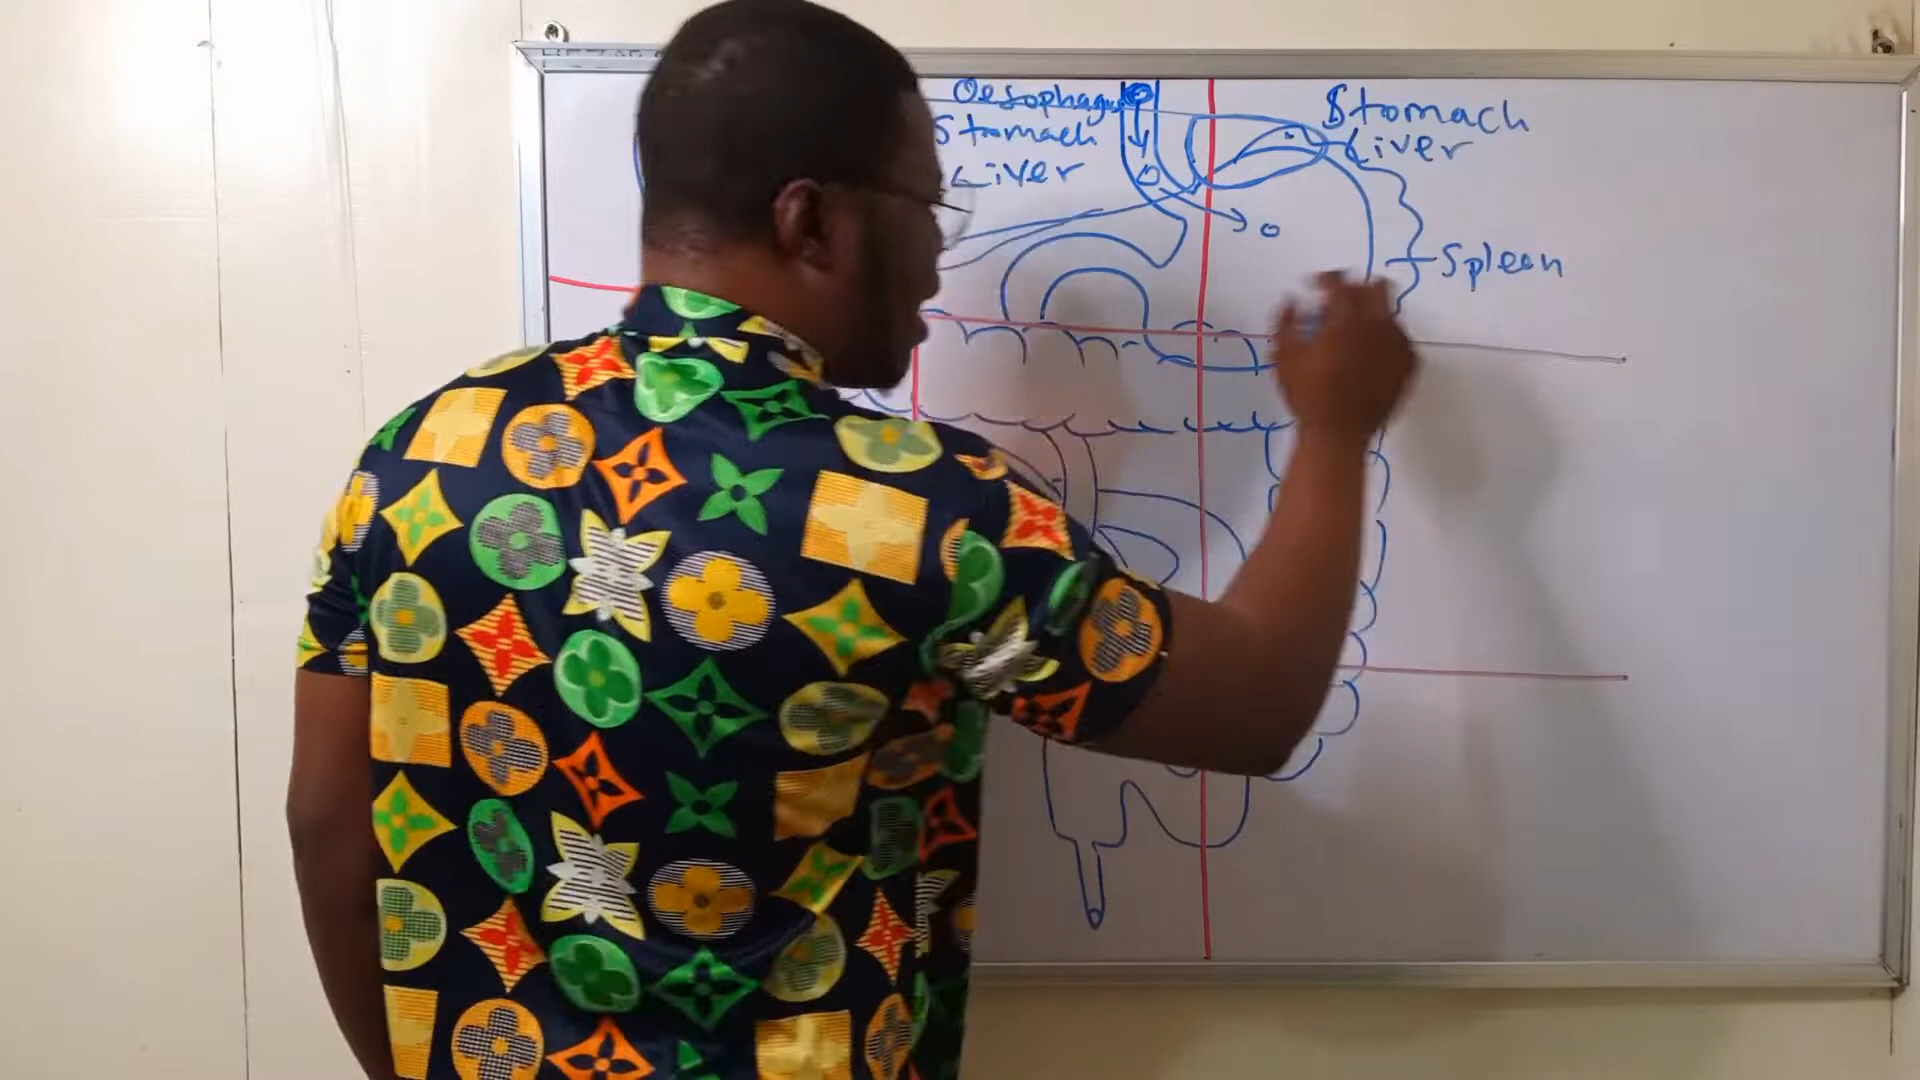 Oesophagus
Stomach
Liver
Stomach
Liver
Spleen